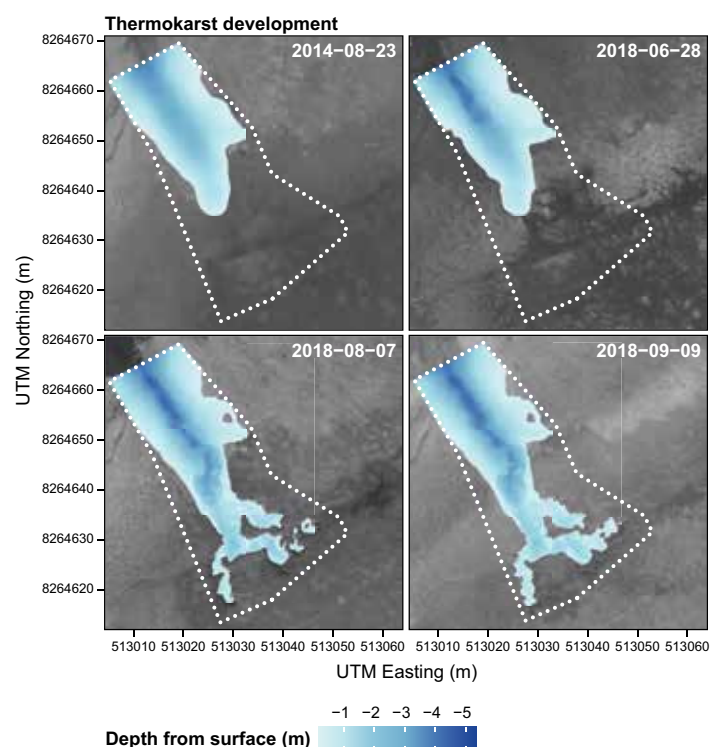 Thermokarst development
2014−08−23
2018−06−28
8264670
8264660
8264650
8264640
8264630
8264620
2018−08−07
2018−09−09
8264670
8264660
8264650
8264640
8264630
8264620
UTM Northing (m)
513010 513020 513030 513040 513050 513060 513010 513020 513030 513040 513050 513060
UTM Easting (m)
−1 −2 −3 −4 −5
Depth from surface (m)